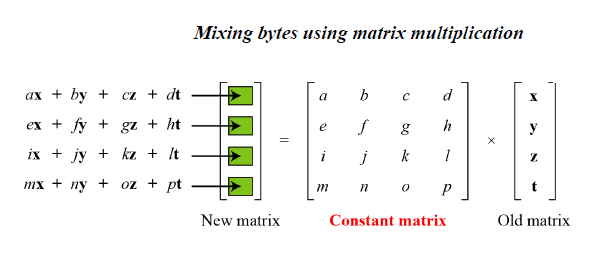 Mixing bytes using matrix multiplication
ax + by + cz + dt a b c d x
ex + fy + gz + ht e f g h y
= ×
ix + jy + kz + lt i j k l z
mx + ny + oz + pt m n o p t
New matrix Constant matrix Old matrix